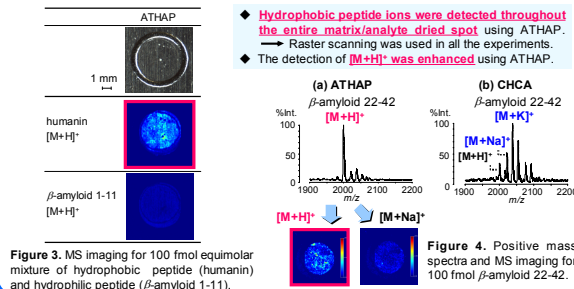 ATHAP
1 mm
humanin
[M+H]+
β-amyloid 1-11
[M+H]+
Figure 3. MS imaging for 100 fmol equimolar
mixture of hydrophobic peptide (humanin)
and hydrophilic peptide (β-amyloid 1-11).
◆ Hydrophobic peptide ions were detected throughout
the entire matrix/analyte dried spot using ATHAP.
→ Raster scanning was used in all the experiments.
◆ The detection of [M+H]+ was enhanced using ATHAP.
(a) ATHAP
β-amyloid 22-42
[M+H]+
%Int.
100
50
0
1900 2000 2100 2200
m/z
(b) CHCA
β-amyloid 22-42
[M+K]+
[M+Na]+
[M+H]+
%Int.
100
50
0
1900 2000 2100 2200
m/z
[M+H]+
[M+Na]+
Figure 4. Positive mass
spectra and MS imaging for
100 fmol β-amyloid 22-42.